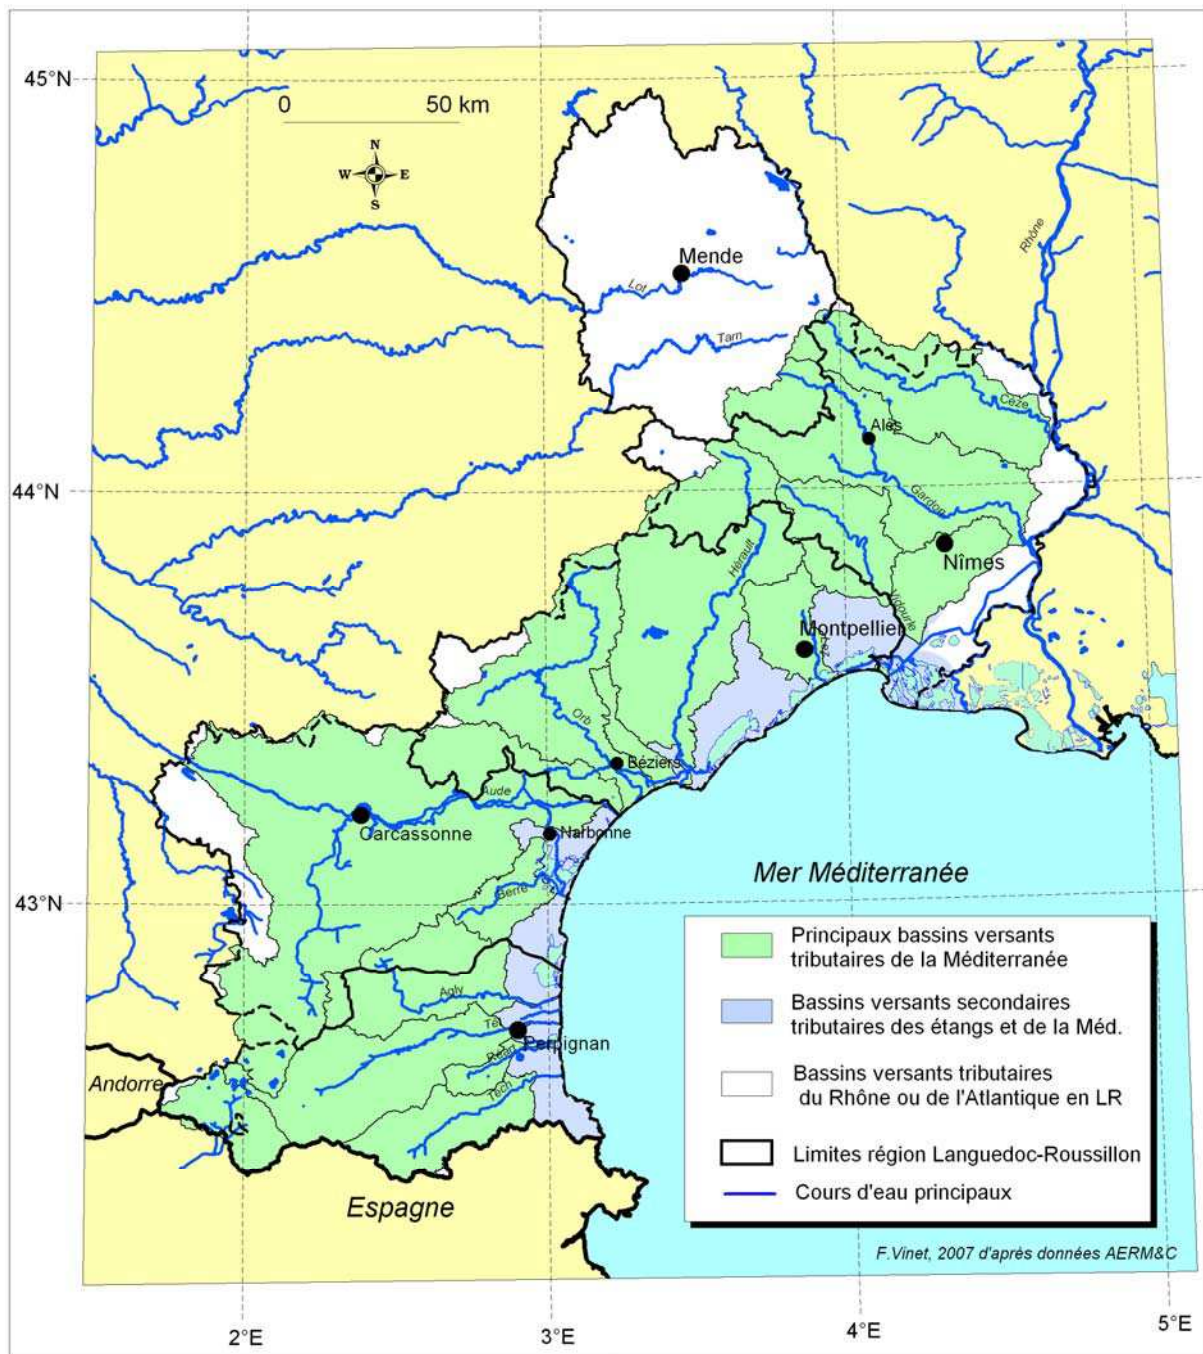 45°N
0 50 km
N
W E
S
Rhône
Mende
Lot
Tarn
Cèze
Alès
44°N
Gardon
Nîmes
Hérault
Vidourle
Montpellier
Lez
Orb
Béziers
Aude
Carcassonne
Narbonne
Mer Méditerranée
Berre
43°N
Principaux bassins versants
tributaires de la Méditerranée
Agly
Bassins versants secondaires
tributaires des étangs et de la Méd.
Têt
Perpignan
Réart
Andorre
Tech
Bassins versants tributaires
du Rhône ou de l'Atlantique en LR
Limites région Languedoc-Roussillon
Cours d'eau principaux
Espagne
F.Vinet, 2007 d'après données AERM&C
2°E
3°E
4°E
5°E